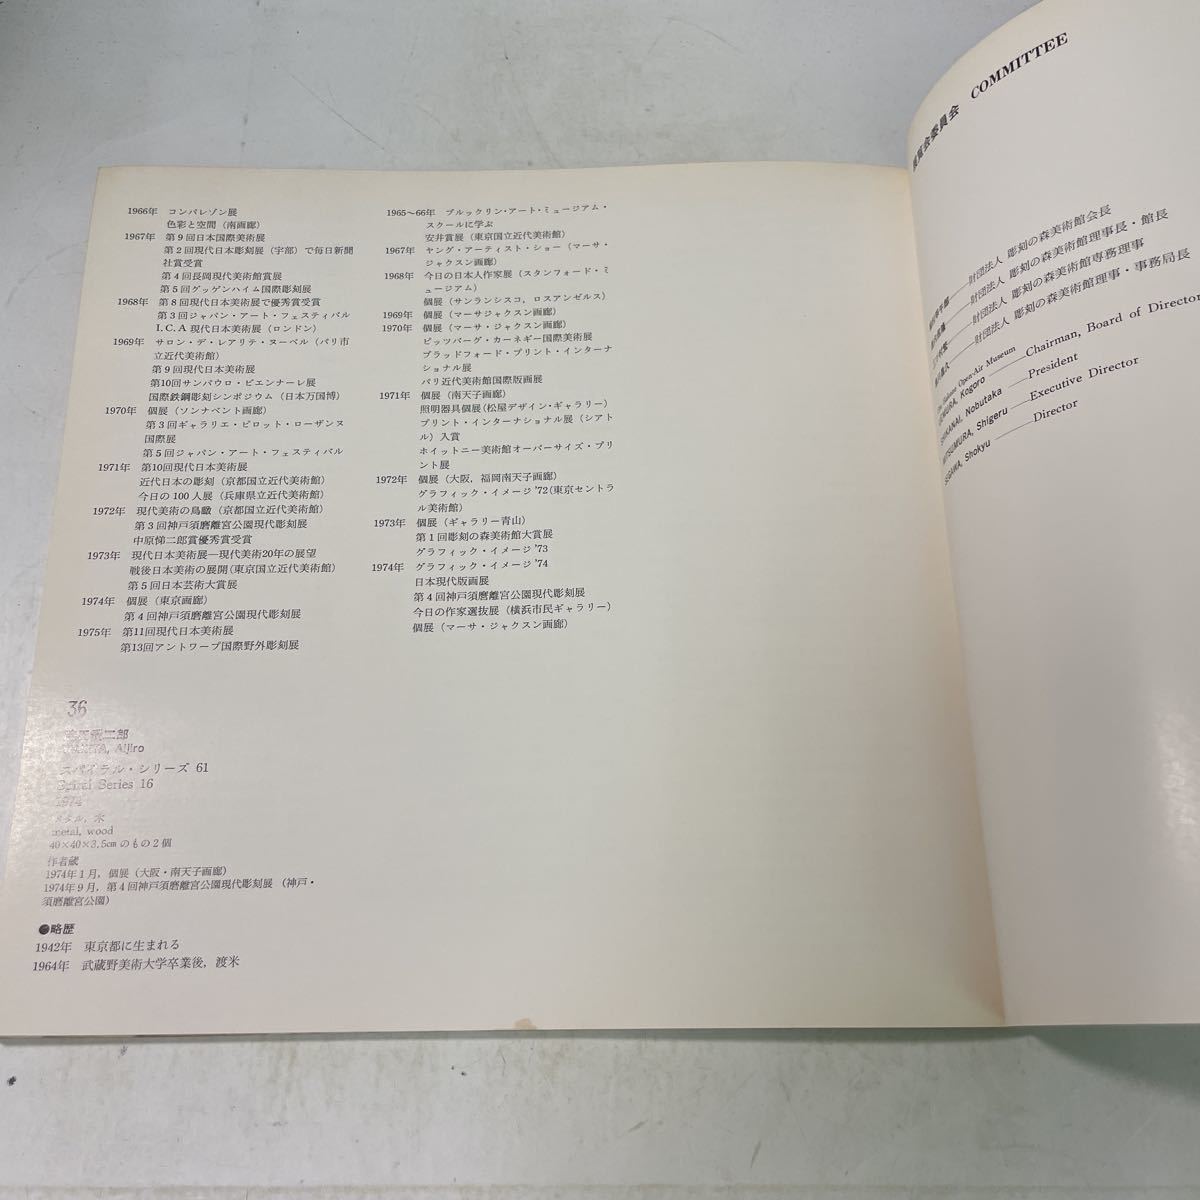 1966年 コンパレゾン展
色彩と空間（南画廊）
1967年 第9回日本国際美術展
第2回現代日本彫刻展（宇部）で毎日新聞
社賞受賞
第4回長岡現代美術館賞展
第5回グッゲンハイム国際彫刻展
1968年 第8回現代日本美術展で優秀賞受賞
第3回ジャパン・アート・フェスティバル
I.C.A 現代日本美術展（ロンドン）
1969年 サロン・デ・レアリテ・ヌーベル（パリ市
立近代美術館）
第9回現代日本美術展
第10回サンパウロ・ビエンナーレ展
国際鉄鋼彫刻シンポジウム（日本万国博）
1970年 個展（ソンナベント画廊）
第3回ギャラリエ・ピロット・ローザンヌ
国際展
第5回ジャパン・アート・フェスティバル
1971年 第10回現代日本美術展
近代日本の彫刻（京都国立近代美術館）
今日の100人展（兵庫県立近代美術館）
1972年 現代美術の鳥瞰（京都国立近代美術館）
第3回神戸須磨離宮公園現代彫刻展
中原悌二郎賞優秀賞受賞
1973年 現代日本美術展―現代美術20年の展望
戦後日本美術の展開（東京国立近代美術館）
第5回日本芸術大賞展
1974年 個展（東京画廊）
第4回神戸須磨離宮公園現代彫刻展
1975年 第11回現代日本美術展
第13回アントワープ国際野外彫刻展
36
二郎
Aijiro
スパイラル・シリーズ 61
Spiral Series 16
1974
メタル，木
metal, wood
40×40×3.5cmのもの2個
作者蔵
1974年1月，個展（大阪・南天子画廊）
1974年9月，第4回神戸須磨離宮公園現代彫刻展（神戸・
須磨離宮公園）
●略歴
1942年 東京都に生まれる
1964年 武蔵野美術大学卒業後，渡米
1965〜66年 ブルックリン・アート・ミュージアム・
スクールに学ぶ
安井賞展（東京国立近代美術館）
1967年 ヤング・アーティスト・ショー（マーサ・
ジャクスン画廊）
1968年 今日の日本人作家展（スタンフォード・ミ
ュージアム）
個展（サンランシスコ，ロスアンゼルス）
1969年 個展（マーサジャクスン画廊）
1970年 個展（マーサ・ジャクスン画廊）
ピッツバーグ・カーネギー国際美術展
ブラッドフォード・プリント・インターナ
ショナル展
パリ近代美術館国際版画展
1971年 個展（南天子画廊）
照明器具個展（松屋デザイン・ギャラリー）
プリント・インターナショナル展（シアト
ル）入賞
ホイットニー美術館オーバーサイズ・プリ
ント展
1972年 個展（大阪，福岡南天子画廊）
グラフィック・イメージ'72（東京セントラ
ル美術館）
1973年 個展（ギャラリー青山）
第1回彫刻の森美術館大賞展
グラフィック・イメージ'73
1974年 グラフィック・イメージ'74
日本現代版画展
第4回神戸須磨離宮公園現代彫刻展
今日の作家選抜展（横浜市民ギャラリー）
個展（マーサ・ジャクスン画廊）
展覧会委員会 COMMITTEE
財団法人 彫刻の森美術館会長
財団法人 彫刻の森美術館理事長・館長
財団法人 彫刻の森美術館専務理事
財団法人 彫刻の森美術館理事・事務局長
Open-Air Museum
UEMURA, Kogoro —— Chairman, Board of Director
SHIKANAI, Nobutaka —— President
MITSUMURA, Shigeru —— Executive Director
SEGAWA, Shokyu —— Director